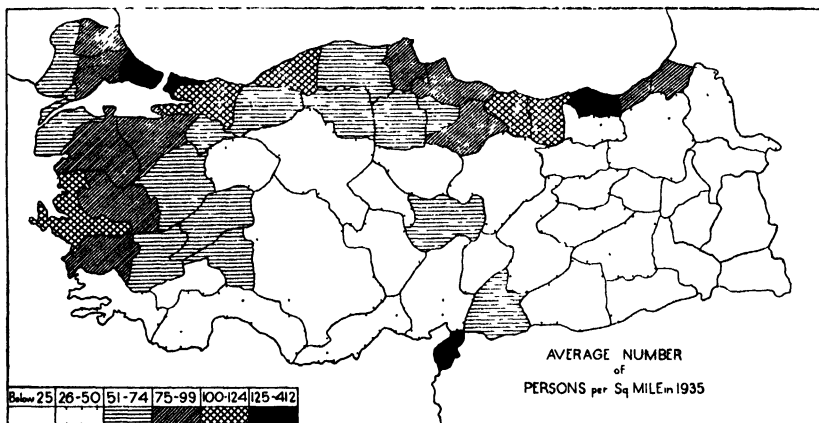 AVERAGE NUMBER
of
PERSONS per Sq MILE in 1935
Below 25 26-50 51-74 75-99 100-124 125-412